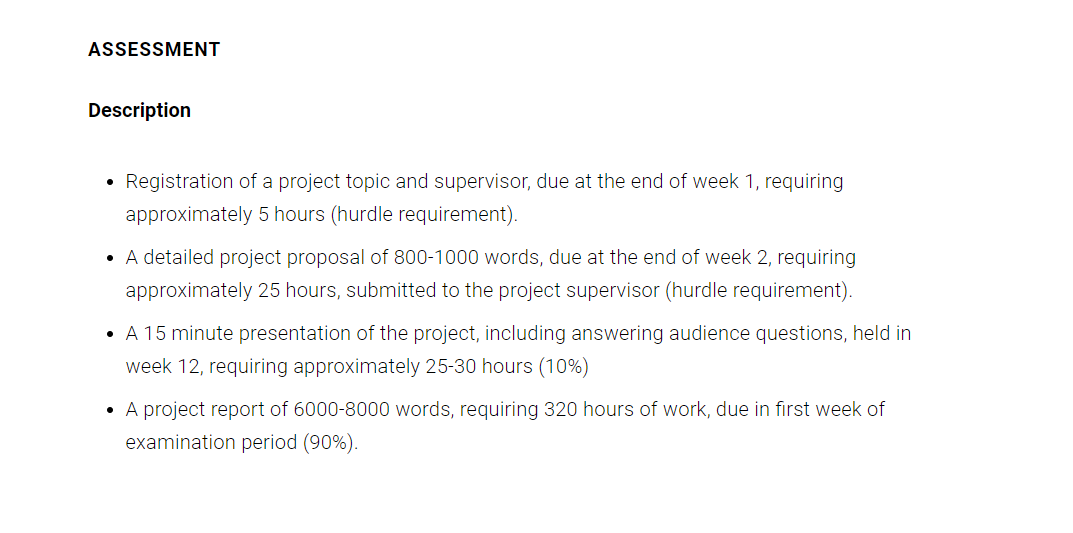 ASSESSMENT
Description
• Registration of a project topic and supervisor, due at the end of week 1, requiring
approximately 5 hours (hurdle requirement).
• A detailed project proposal of 800-1000 words, due at the end of week 2, requiring
approximately 25 hours, submitted to the project supervisor (hurdle requirement).
• A 15 minute presentation of the project, including answering audience questions, held in
week 12, requiring approximately 25-30 hours (10%)
• A project report of 6000-8000 words, requiring 320 hours of work, due in first week of
examination period (90%).